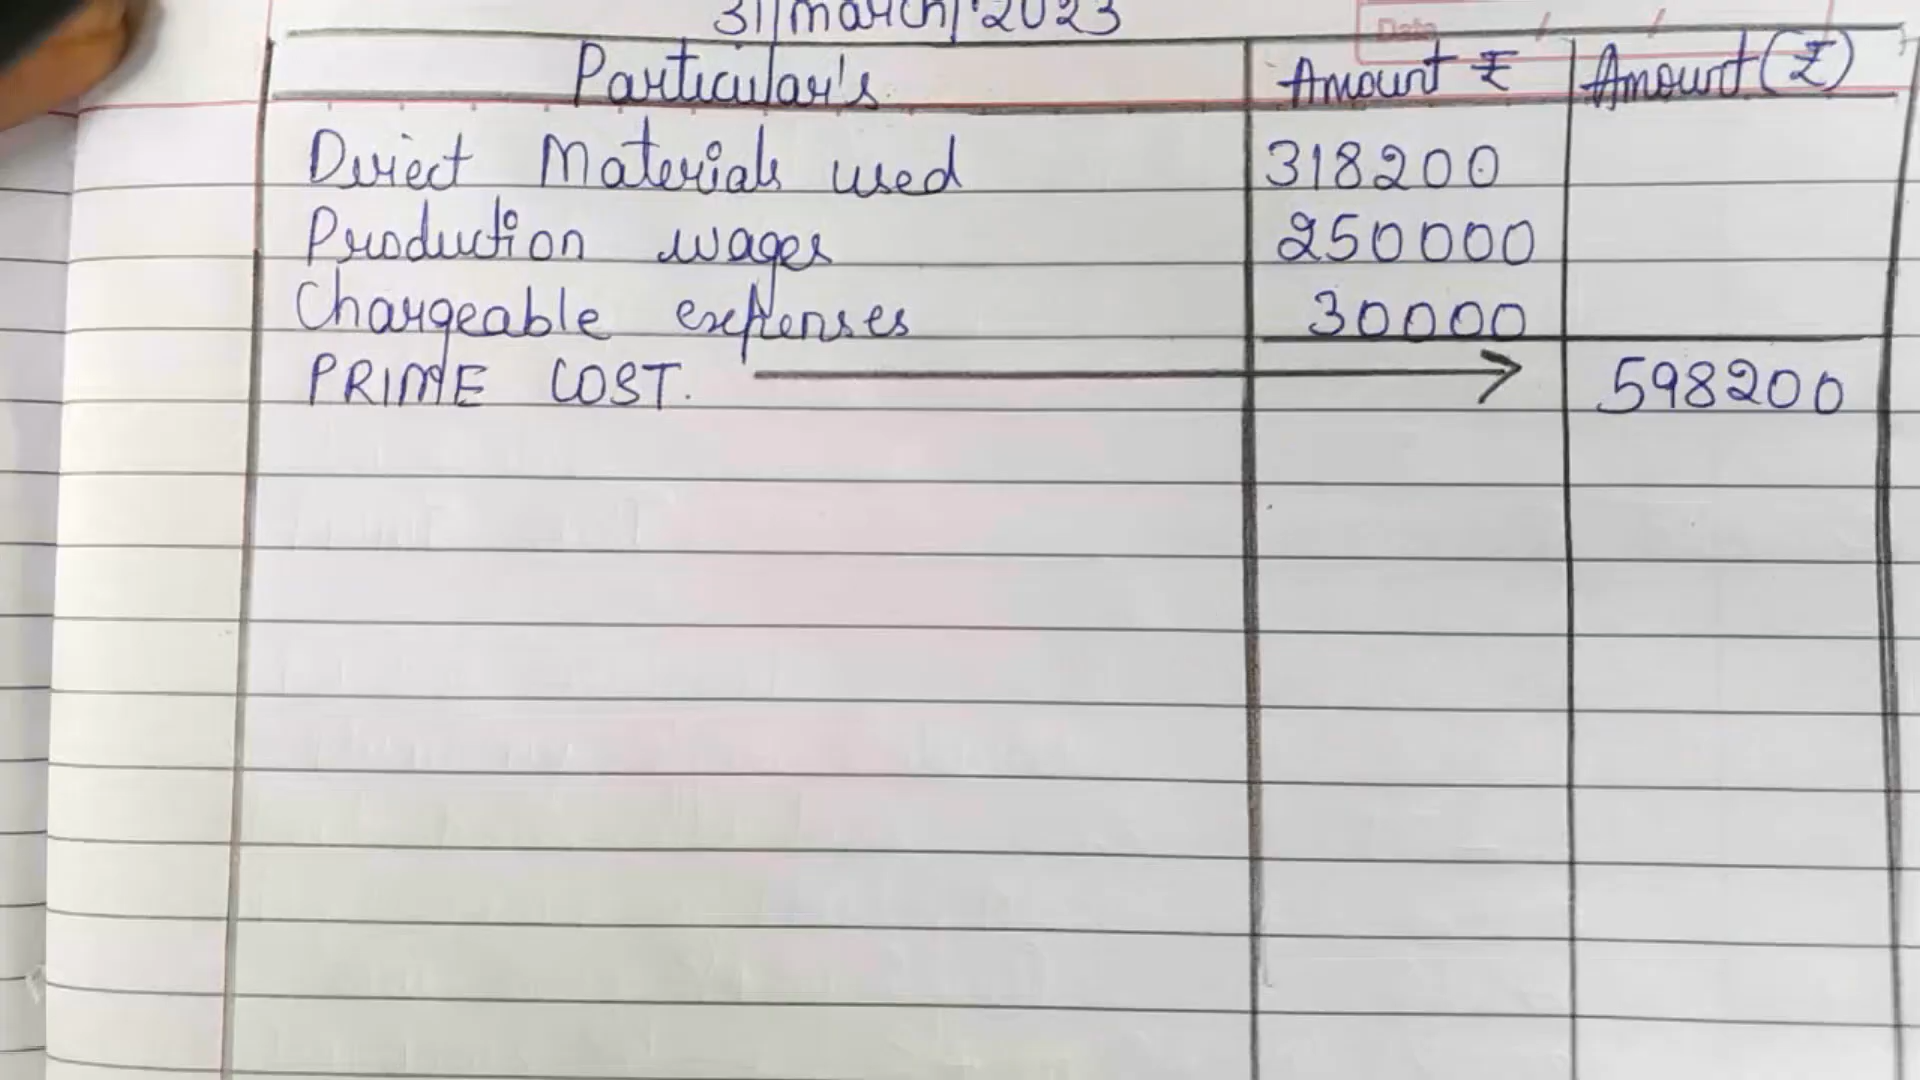 31/march/2023
Date / /
Particular's Amount ₹ Amount (₹)
Direct Materials used 318200
Production wages 250000
Chargeable expenses 30000
PRIME COST. → 598200